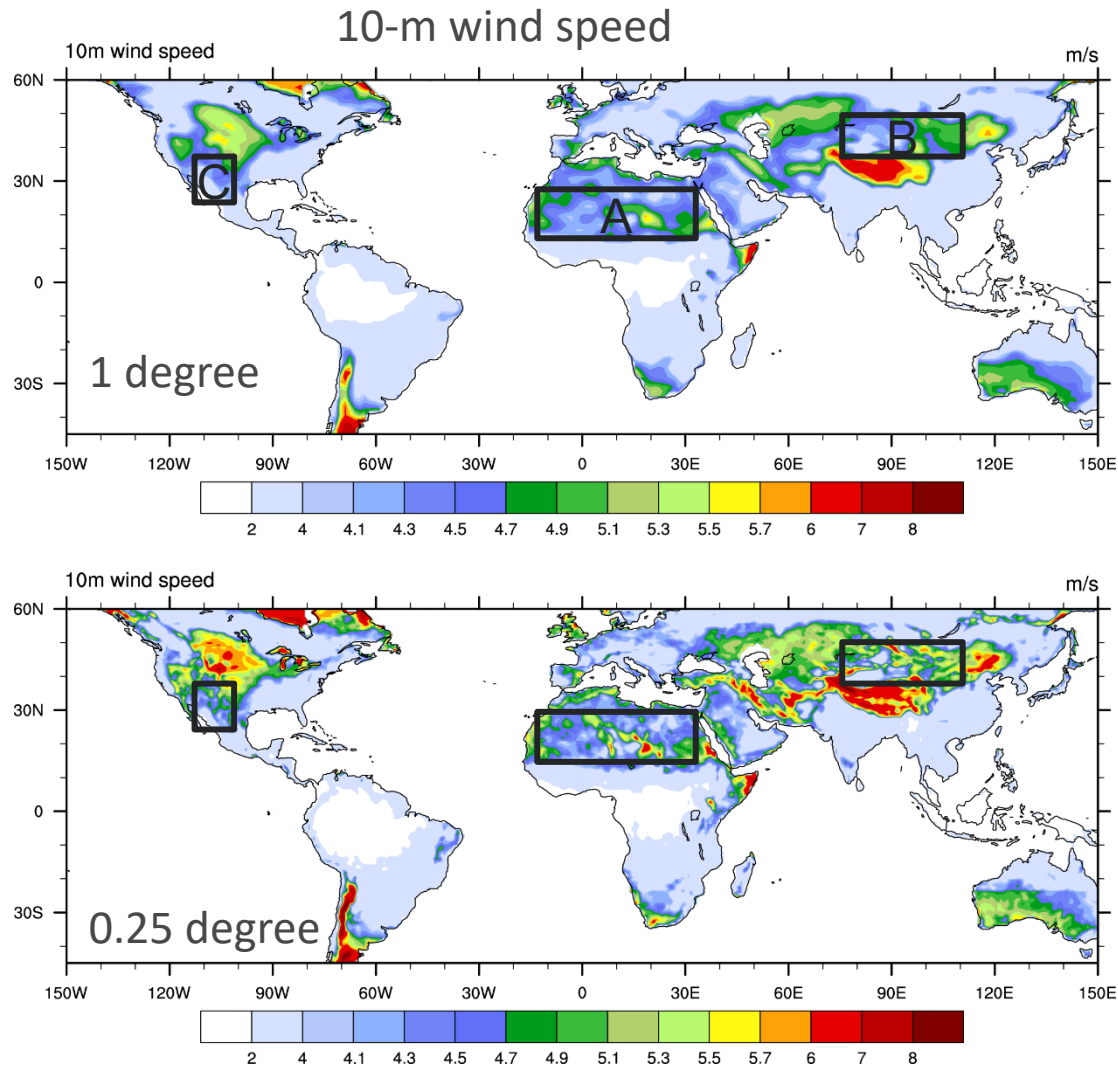 10-m wind speed
10m wind speed m/s
60N
30N
0
30S
C
A
B
1 degree
150W 120W 90W 60W 30W 0 30E 60E 90E 120E 150E
2 4 4.1 4.3 4.5 4.7 4.9 5.1 5.3 5.5 5.7 6 7 8
10m wind speed m/s
60N
30N
0
30S
0.25 degree
150W 120W 90W 60W 30W 0 30E 60E 90E 120E 150E
2 4 4.1 4.3 4.5 4.7 4.9 5.1 5.3 5.5 5.7 6 7 8